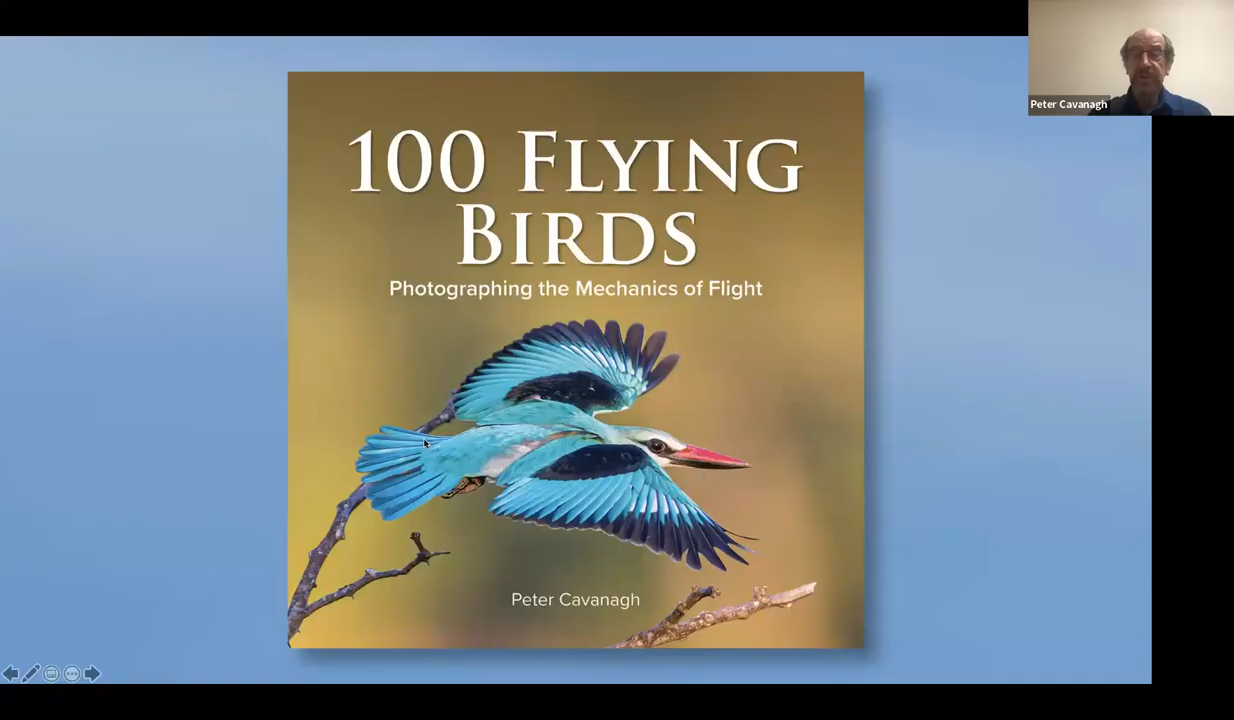 100 FLYING
BIRDS
Photographing the Mechanics of Flight
Peter Cavanagh
Peter Cavanagh